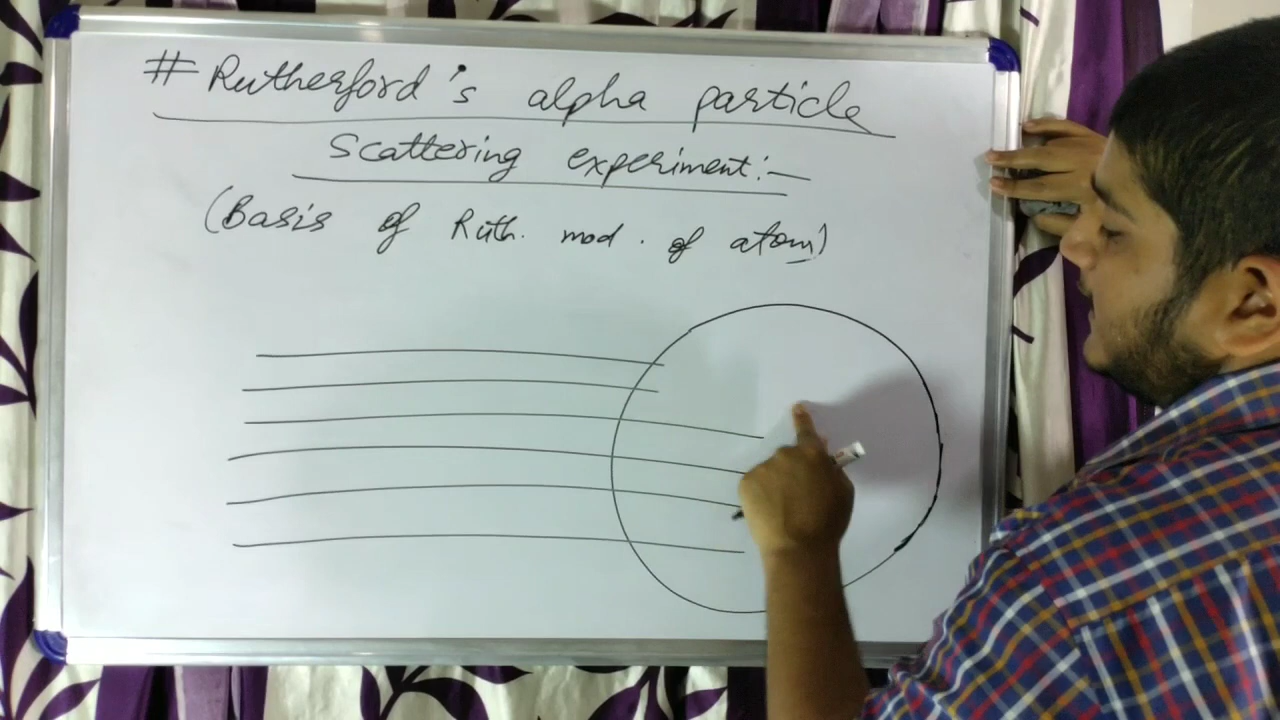 # Rutherford's alpha particle
Scattering experiment:-
(Basis of Ruth. mod. of atom)